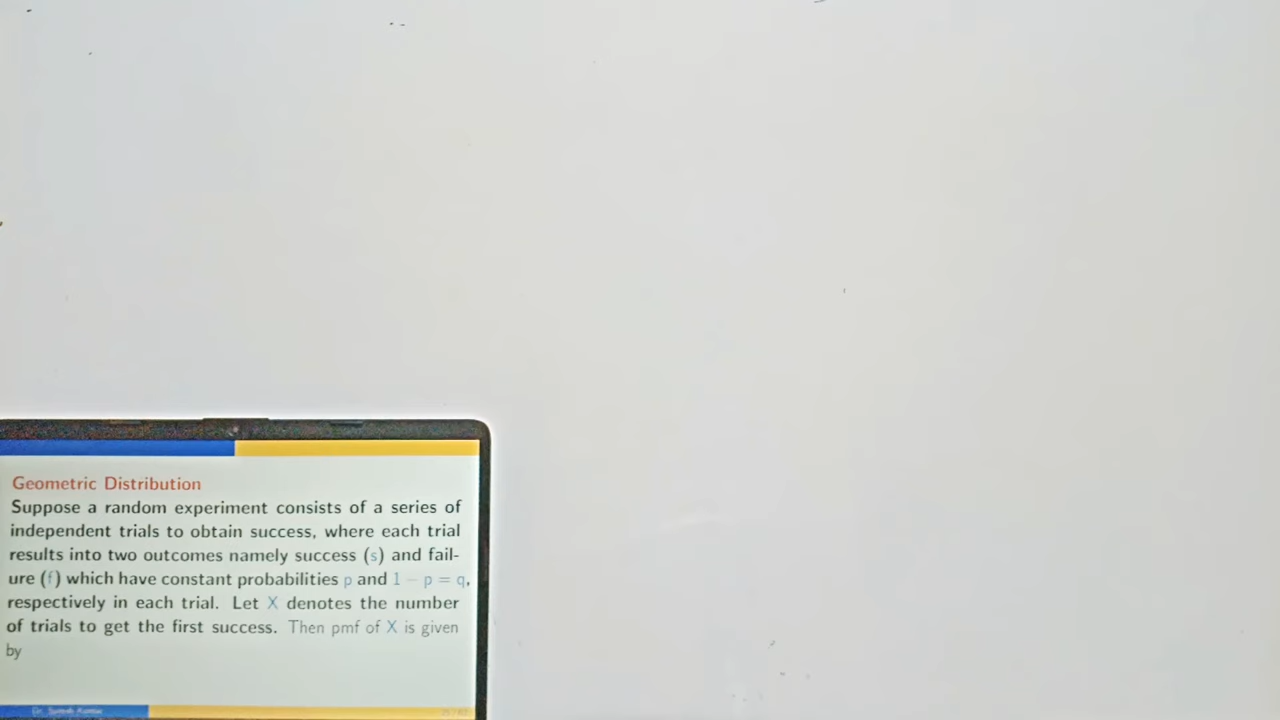 Geometric Distribution
Suppose a random experiment consists of a series of
independent trials to obtain success, where each trial
results into two outcomes namely success (s) and fail-
ure (f) which have constant probabilities p and 1 − p = q,
respectively in each trial. Let X denotes the number
of trials to get the first success. Then pmf of X is given
by